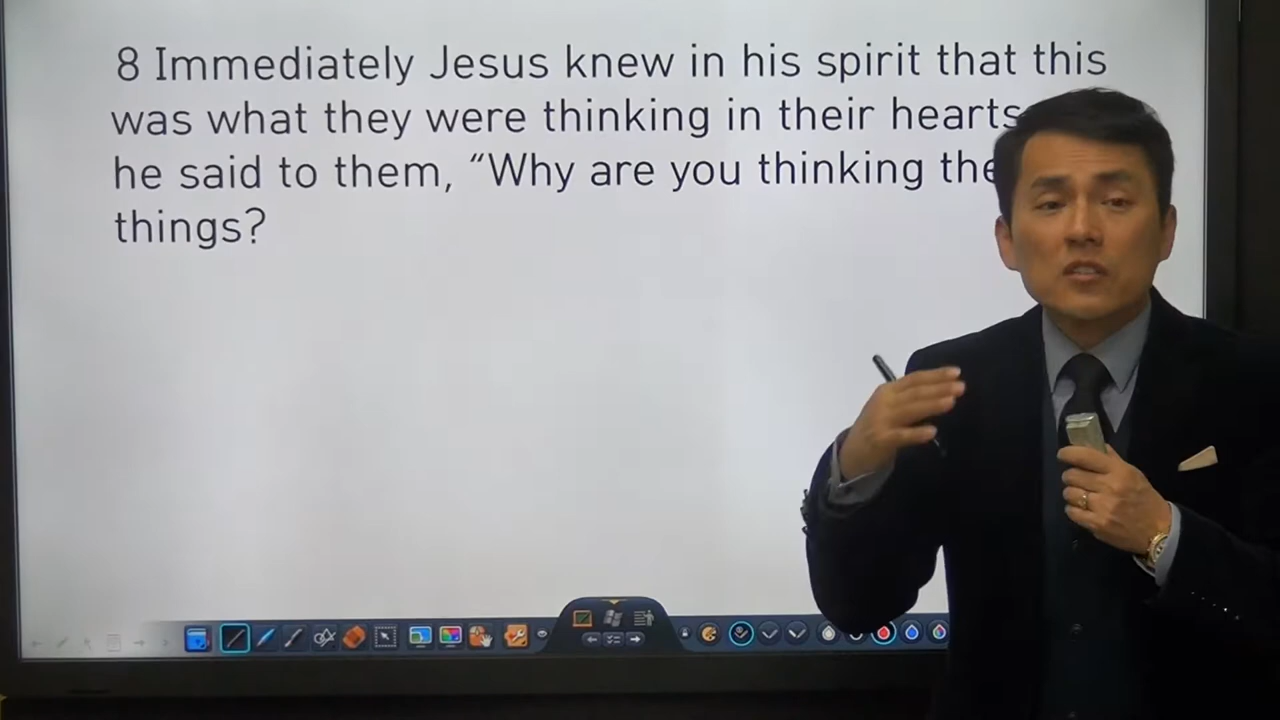 8 Immediately Jesus knew in his spirit that this
was what they were thinking in their hearts
he said to them, “Why are you thinking
things?